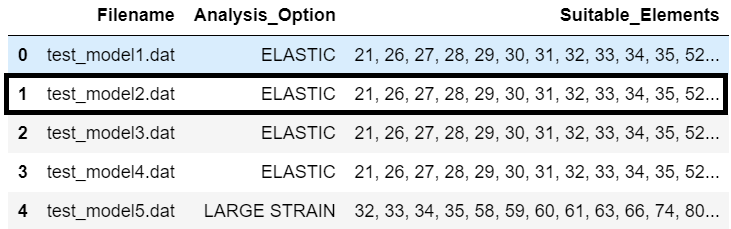 Filename Analysis_Option Suitable_Elements
0 test_model1.dat ELASTIC 21, 26, 27, 28, 29, 30, 31, 32, 33, 34, 35, 52...
1 test_model2.dat ELASTIC 21, 26, 27, 28, 29, 30, 31, 32, 33, 34, 35, 52...
2 test_model3.dat ELASTIC 21, 26, 27, 28, 29, 30, 31, 32, 33, 34, 35, 52...
3 test_model4.dat ELASTIC 21, 26, 27, 28, 29, 30, 31, 32, 33, 34, 35, 52...
4 test_model5.dat LARGE STRAIN 32, 33, 34, 35, 58, 59, 60, 61, 63, 66, 74, 80...